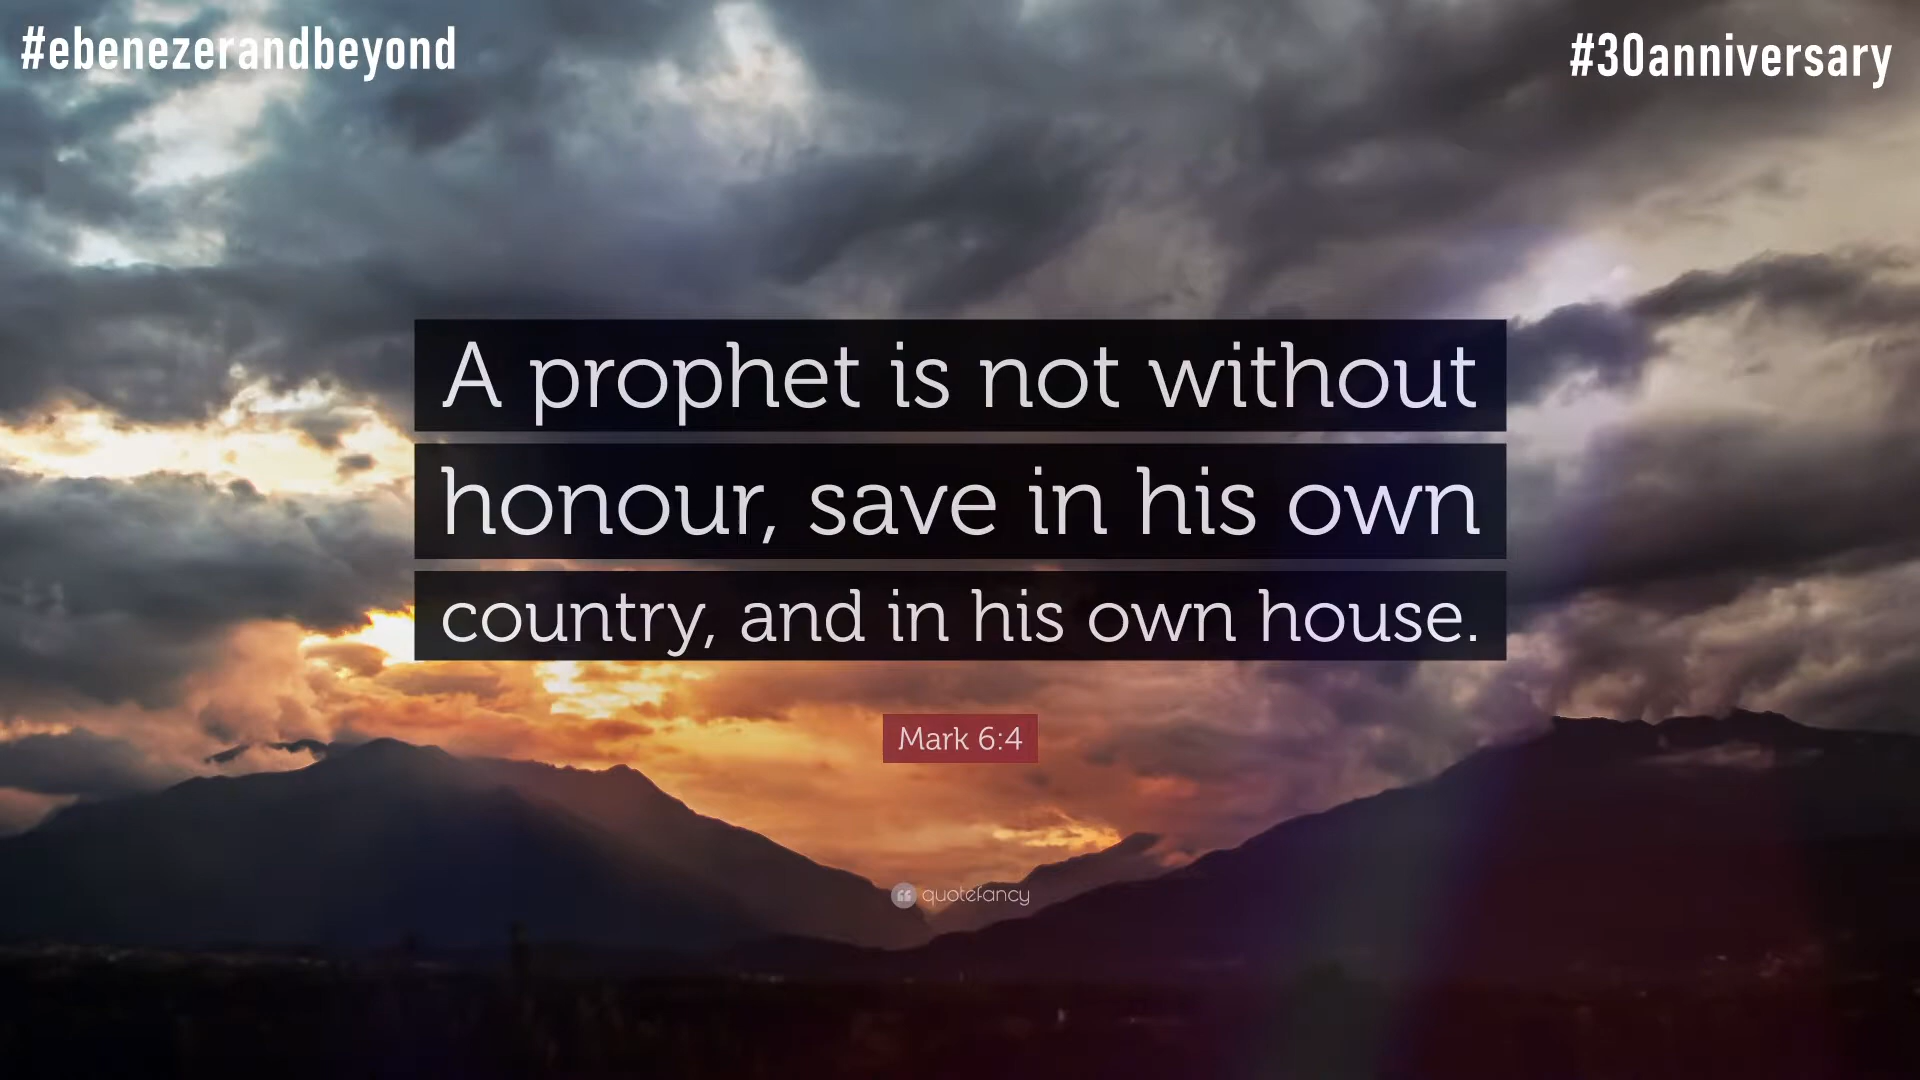 #ebenezerandbeyond
#30anniversary
A prophet is not without
honour, save in his own
country, and in his own house.
Mark 6:4
quotefancy